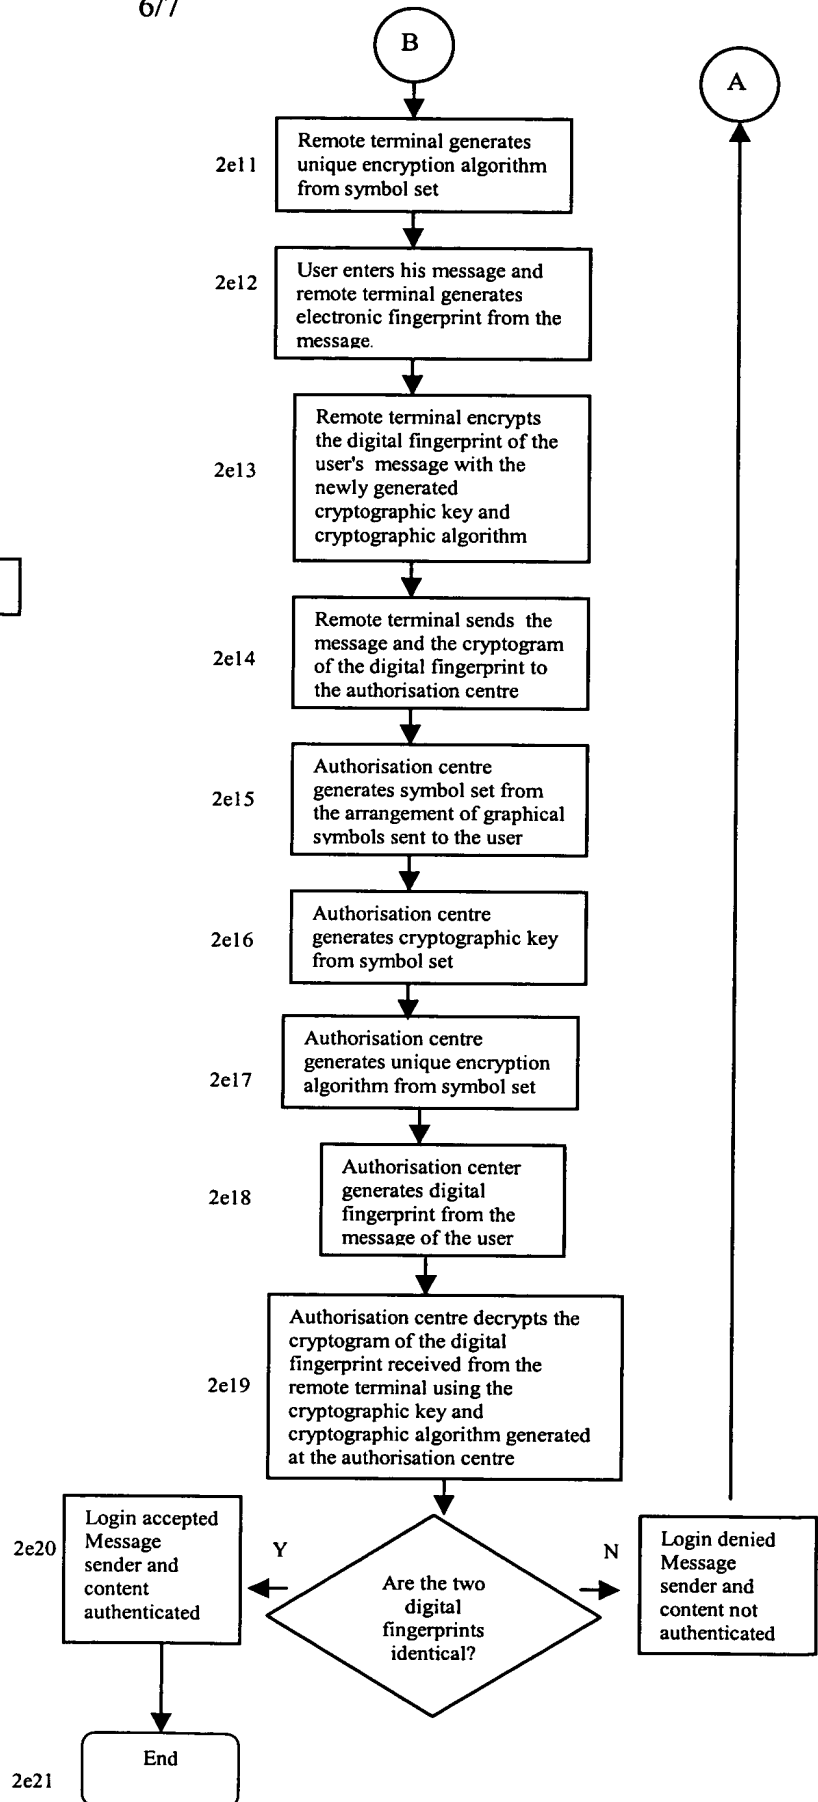 6/7
B
A
2e11
Remote terminal generates
unique encryption algorithm
from symbol set
2e12
User enters his message and
remote terminal generates
electronic fingerprint from the
message.
2e13
Remote terminal encrypts
the digital fingerprint of the
user's message with the
newly generated
cryptographic key and
cryptographic algorithm
2e14
Remote terminal sends the
message and the cryptogram
of the digital fingerprint to
the authorisation centre
2e15
Authorisation centre
generates symbol set from
the arrangement of graphical
symbols sent to the user
2e16
Authorisation centre
generates cryptographic key
from symbol set
2e17
Authorisation centre
generates unique encryption
algorithm from symbol set
2e18
Authorisation center
generates digital
fingerprint from the
message of the user
2e19
Authorisation centre decrypts the
cryptogram of the digital
fingerprint received from the
remote terminal using the
cryptographic key and
cryptographic algorithm generated
at the authorisation centre
2e20
Login accepted
Message
sender and
content
authenticated
Y
Are the two
digital
fingerprints
identical?
N
Login denied
Message
sender and
content not
authenticated
2e21
End